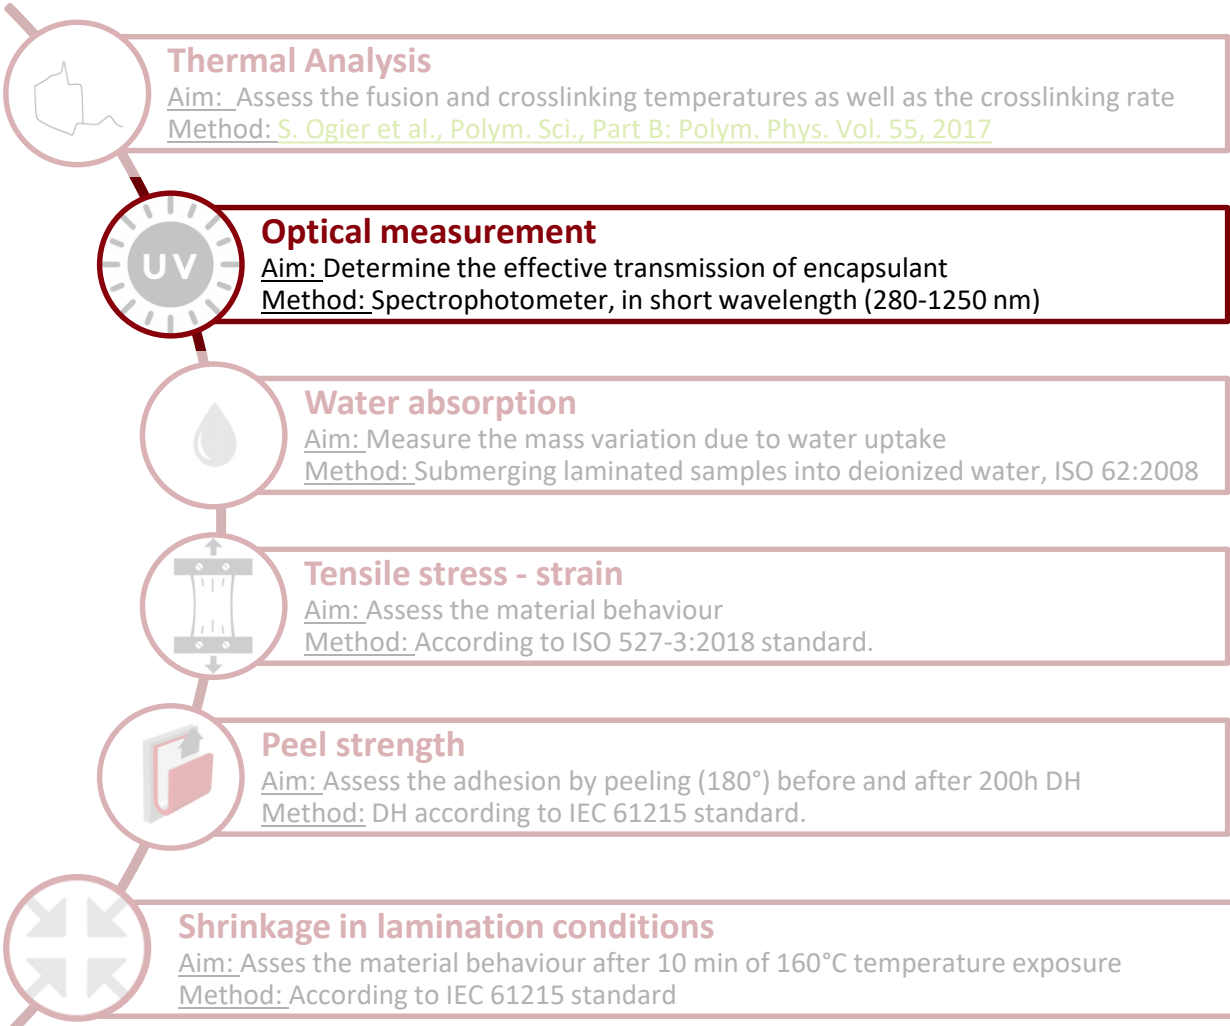 Thermal Analysis
Aim: Assess the fusion and crosslinking temperatures as well as the crosslinking rate
Method: S. Ogier et al., Polym. Sci., Part B: Polym. Phys. Vol. 55, 2017
UV
Optical measurement
Aim: Determine the effective transmission of encapsulant
Method: Spectrophotometer, in short wavelength (280-1250 nm)
Water absorption
Aim: Measure the mass variation due to water uptake
Method: Submerging laminated samples into deionized water, ISO 62:2008
Tensile stress - strain
Aim: Assess the material behaviour
Method: According to ISO 527-3:2018 standard.
Peel strength
Aim: Assess the adhesion by peeling (180°) before and after 200h DH
Method: DH according to IEC 61215 standard.
Shrinkage in lamination conditions
Aim: Asses the material behaviour after 10 min of 160°C temperature exposure
Method: According to IEC 61215 standard